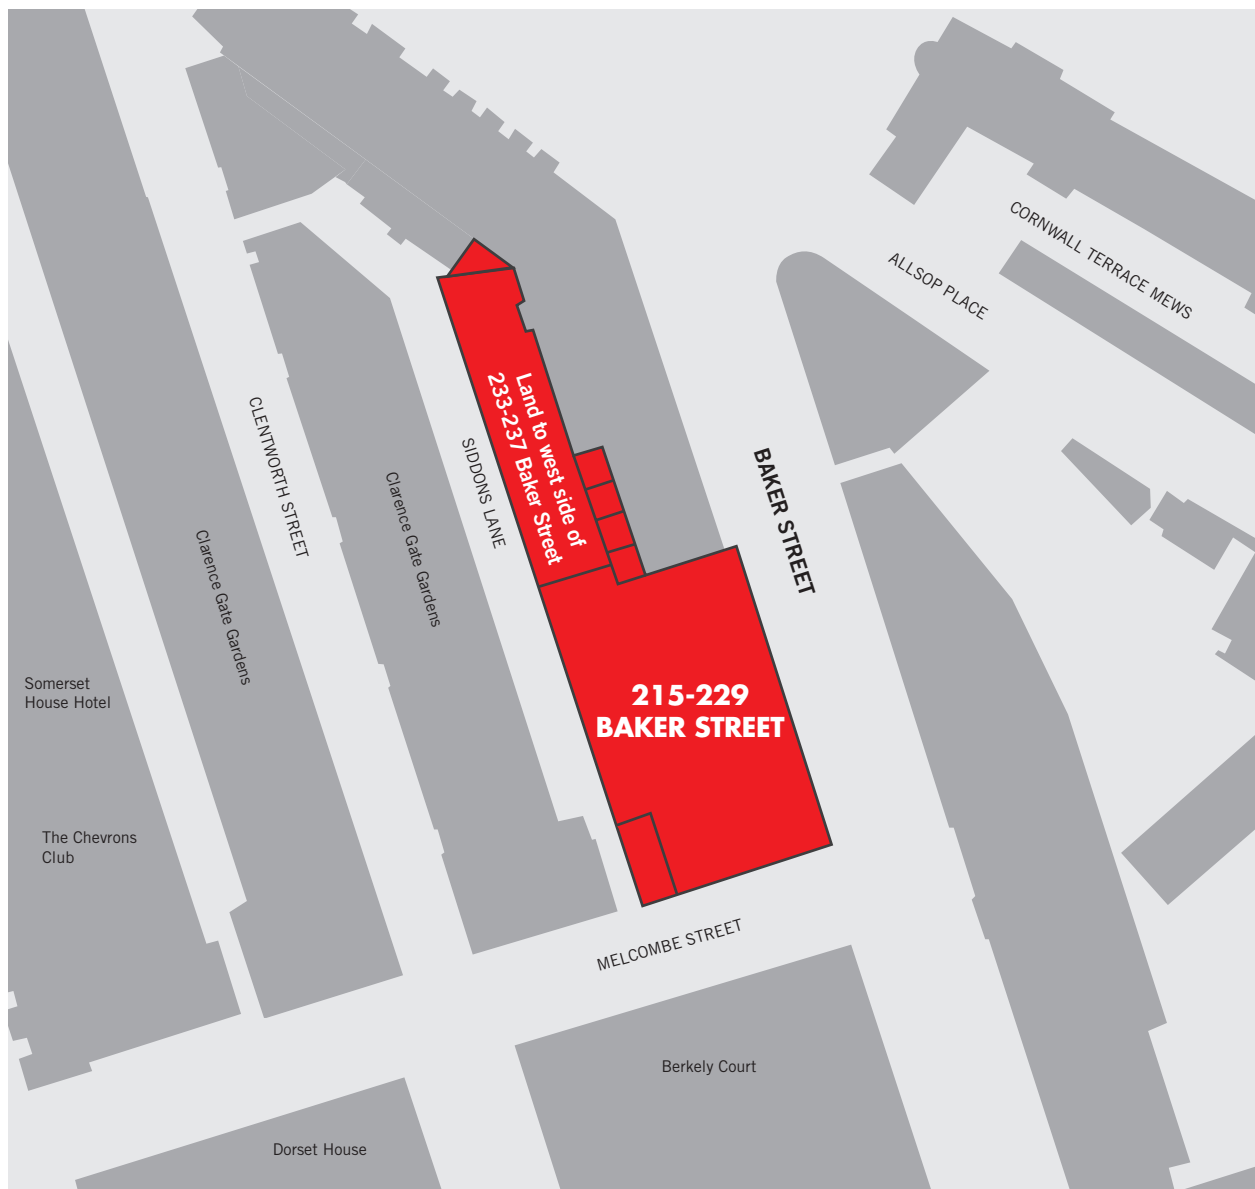 CORNWALL TERRACE MEWS
ALLSOP PLACE
Land to west side of
233-237 Baker Street
CLENTWORTH STREET
SIDDONS LANE
BAKER STREET
Clarence Gate Gardens
Clarence Gate Gardens
Somerset
House Hotel
215-229
BAKER STREET
The Chevrons
Club
MELCOMBE STREET
Berkely Court
Dorset House